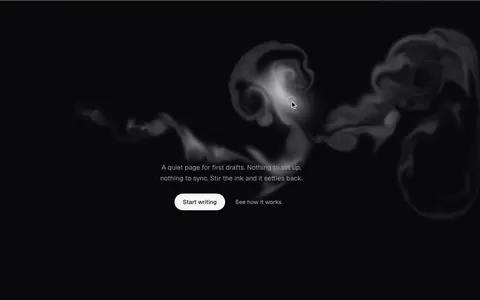 A quiet page for first drafts. Nothing to set up,
nothing to sync. Stir the ink and it settles back.
Start writing
See how it works